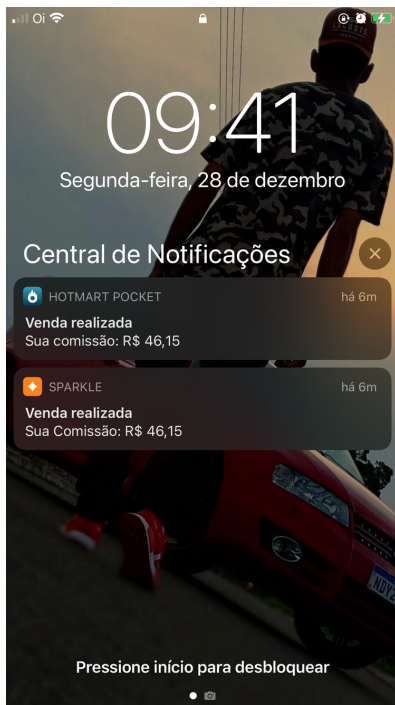 Oi
LACOSTE
09:41
Segunda-feira, 28 de dezembro
Central de Notificações
HOTMART POCKET
há 6m
Venda realizada
Sua comissão: R$ 46,15
SPARKLE
há 6m
Venda realizada
Sua Comissão: R$ 46,15
Pressione início para desbloquear